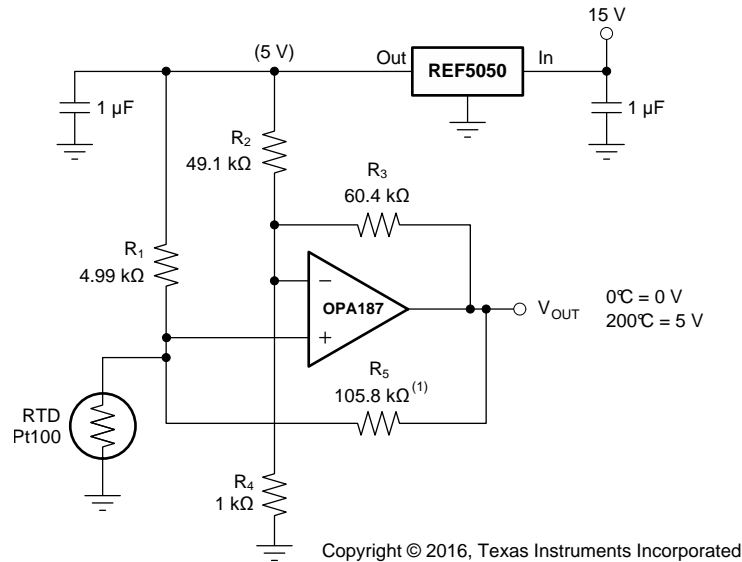 15 V
(5 V)
Out
REF5050
In
1 µF
1 µF
R2
49.1 kΩ
R3
60.4 kΩ
R1
4.99 kΩ
OPA187
VOUT
0°C = 0 V
200°C = 5 V
R5
105.8 kΩ(1)
RTD
Pt100
R4
1 kΩ
Copyright © 2016, Texas Instruments Incorporated